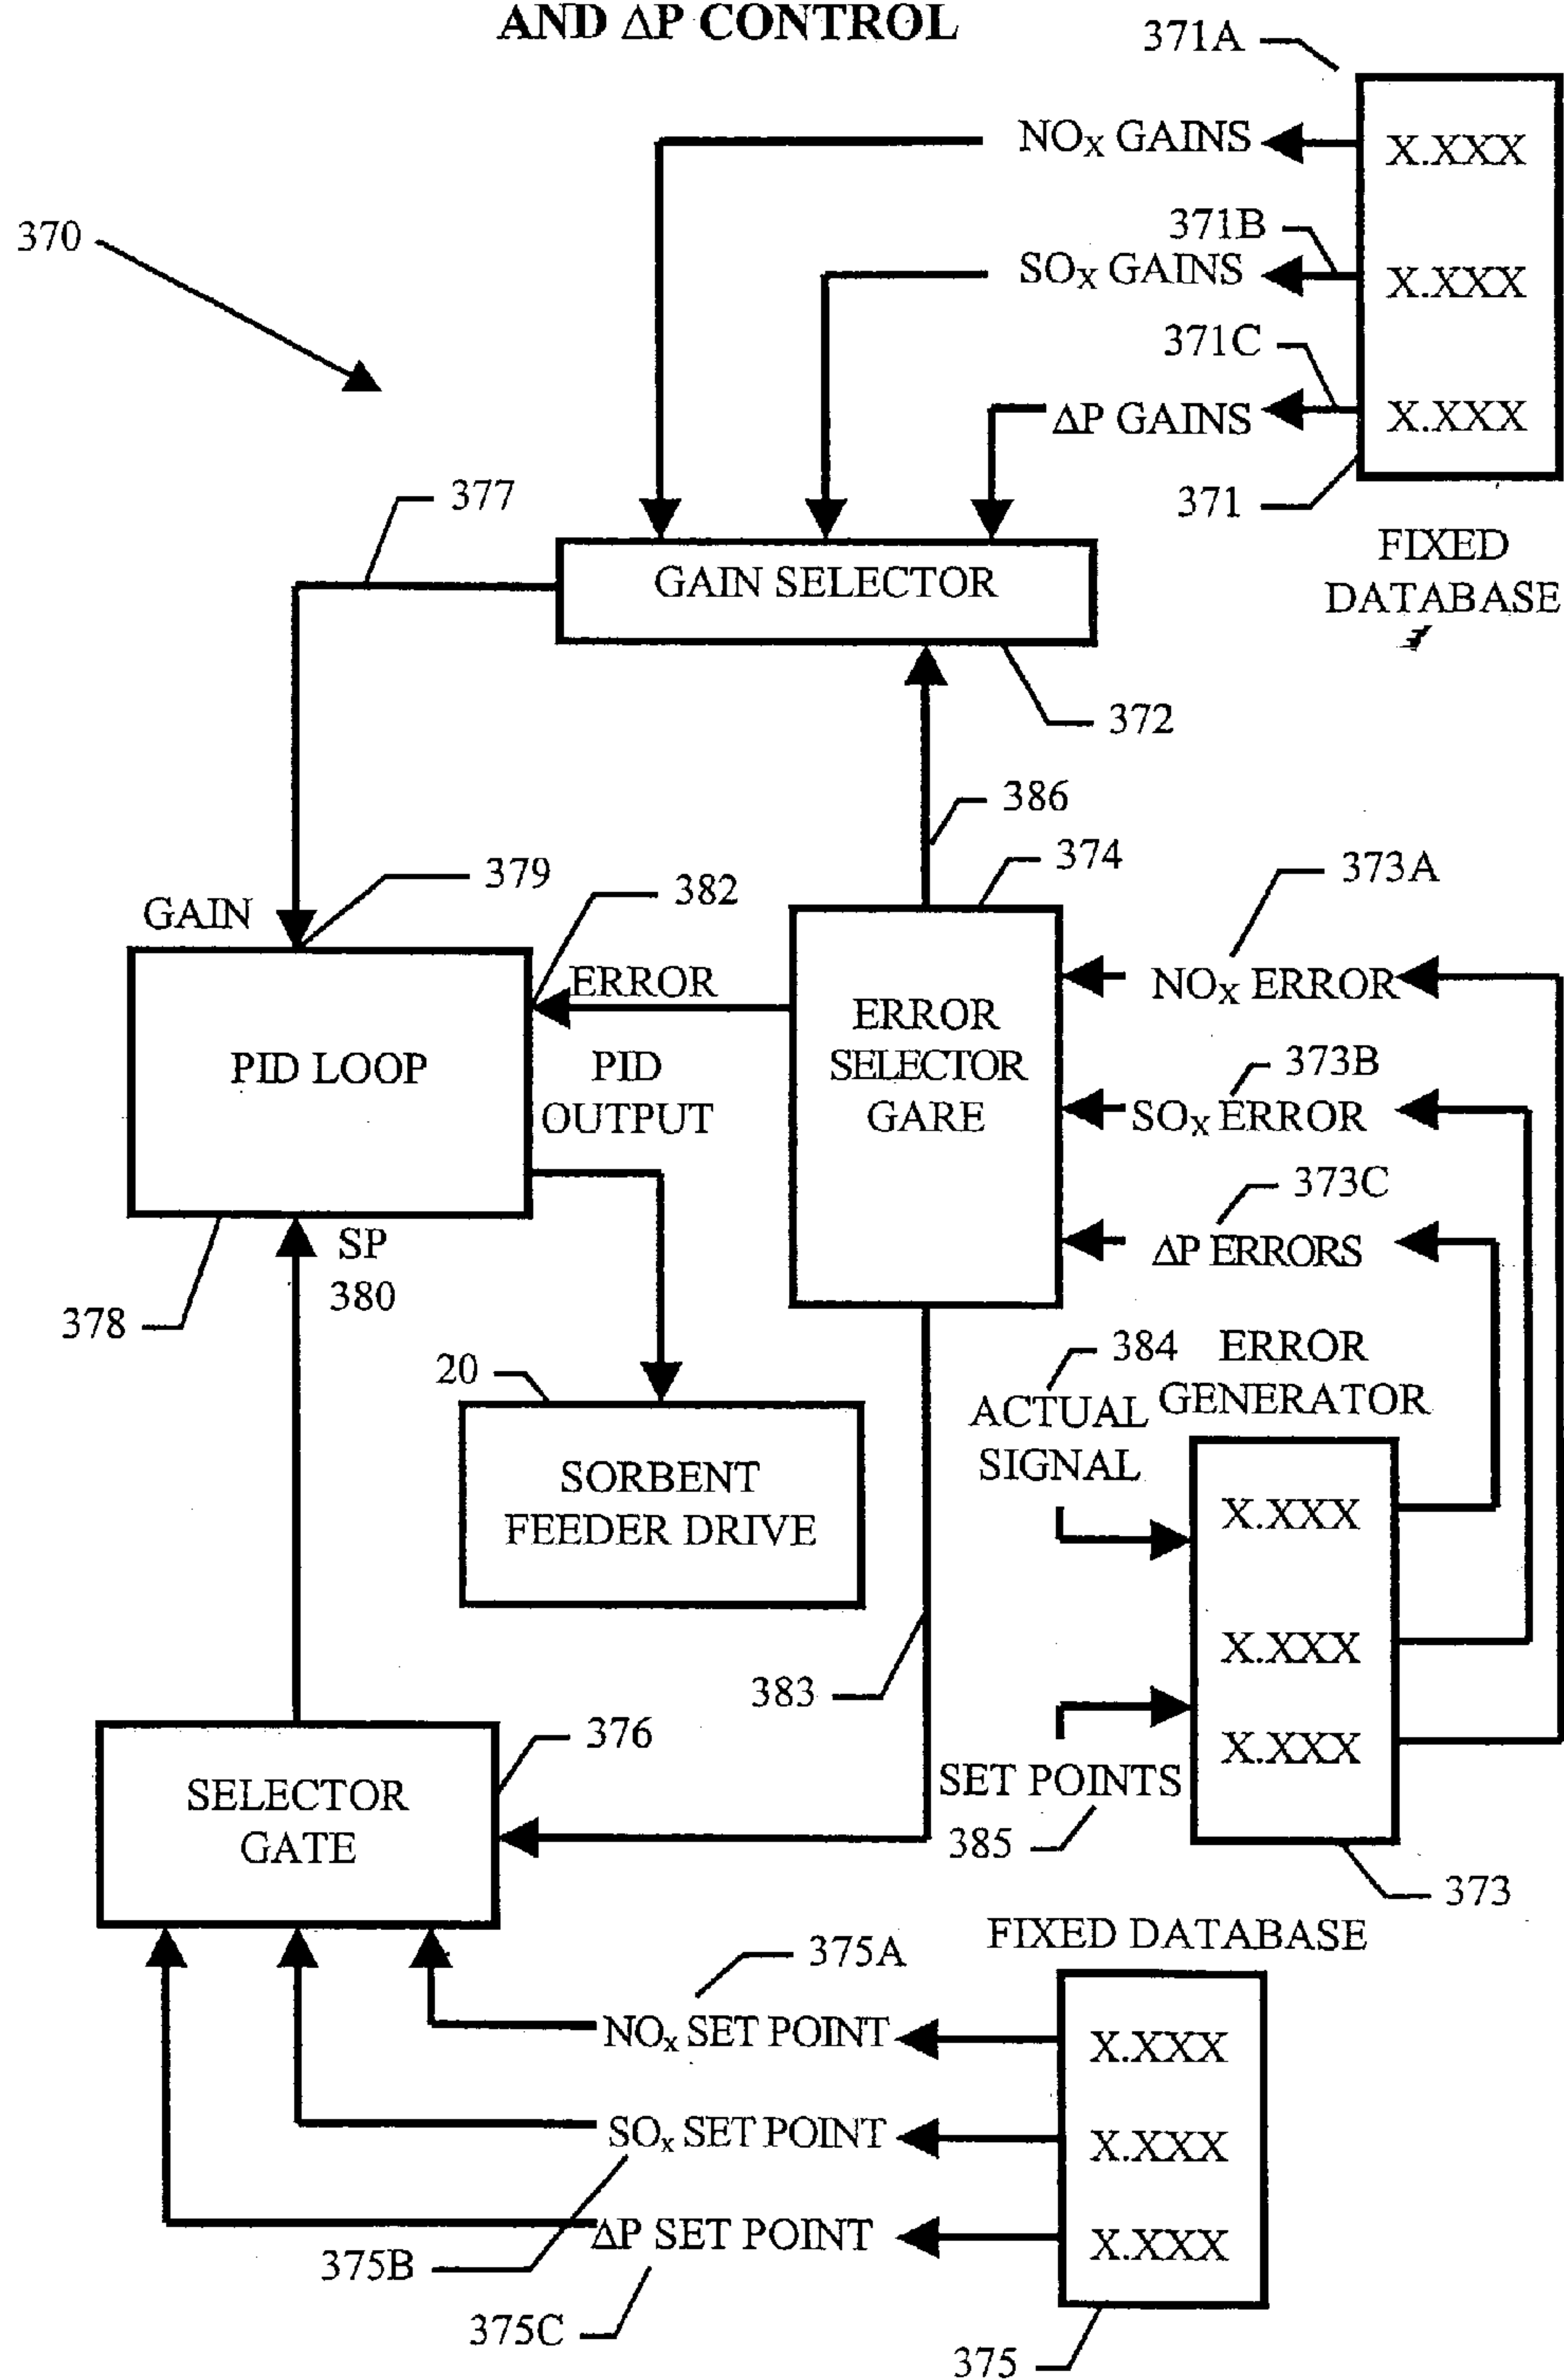 AND ΔP CONTROL
371A
NOX GAINS
X.XXX
370
371B
SOX GAINS
X.XXX
371C
ΔP GAINS
X.XXX
377
371
FIXED
DATABASE
GAIN SELECTOR
372
386
374
379
382
373A
GAIN
ERROR
NOX ERROR
PID LOOP
PID
OUTPUT
ERROR
SELECTOR
GARE
373B
SOX ERROR
373C
ΔP ERRORS
SP
380
378
384
ERROR
GENERATOR
ACTUAL
SIGNAL
20
SORBENT
FEEDER DRIVE
X.XXX
X.XXX
X.XXX
383
376
SET POINTS
385
SELECTOR
GATE
373
FIXED DATABASE
375A
NOx SET POINT
X.XXX
SOx SET POINT
X.XXX
375B
ΔP SET POINT
X.XXX
375C
375